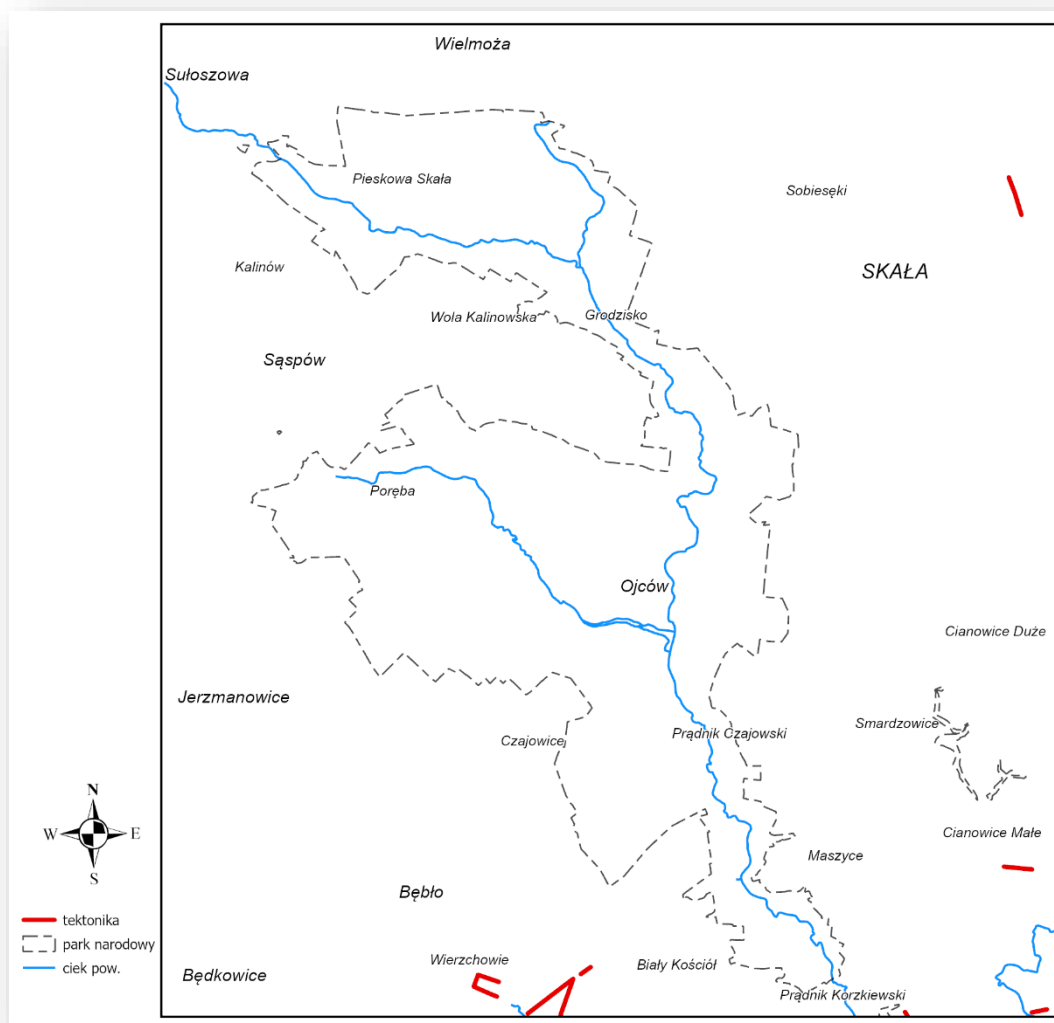 Wielmoża
Sułoszowa
Pieskowa Skała
Sobiesęki
Kalinów
SKAŁA
Wola Kalinowska
Grodzisko
Sąspów
Poręba
Ojców
Cianowice Duże
Jerzmanowice
Smardzowice
Czajowice
Prądnik Czajowski
N
W
E
S
Cianowice Małe
Maszyce
Bębło
tektonika
park narodowy
ciek pow.
Wierzchowie
Biały Kościół
Będkowice
Prądnik Korzkiewski